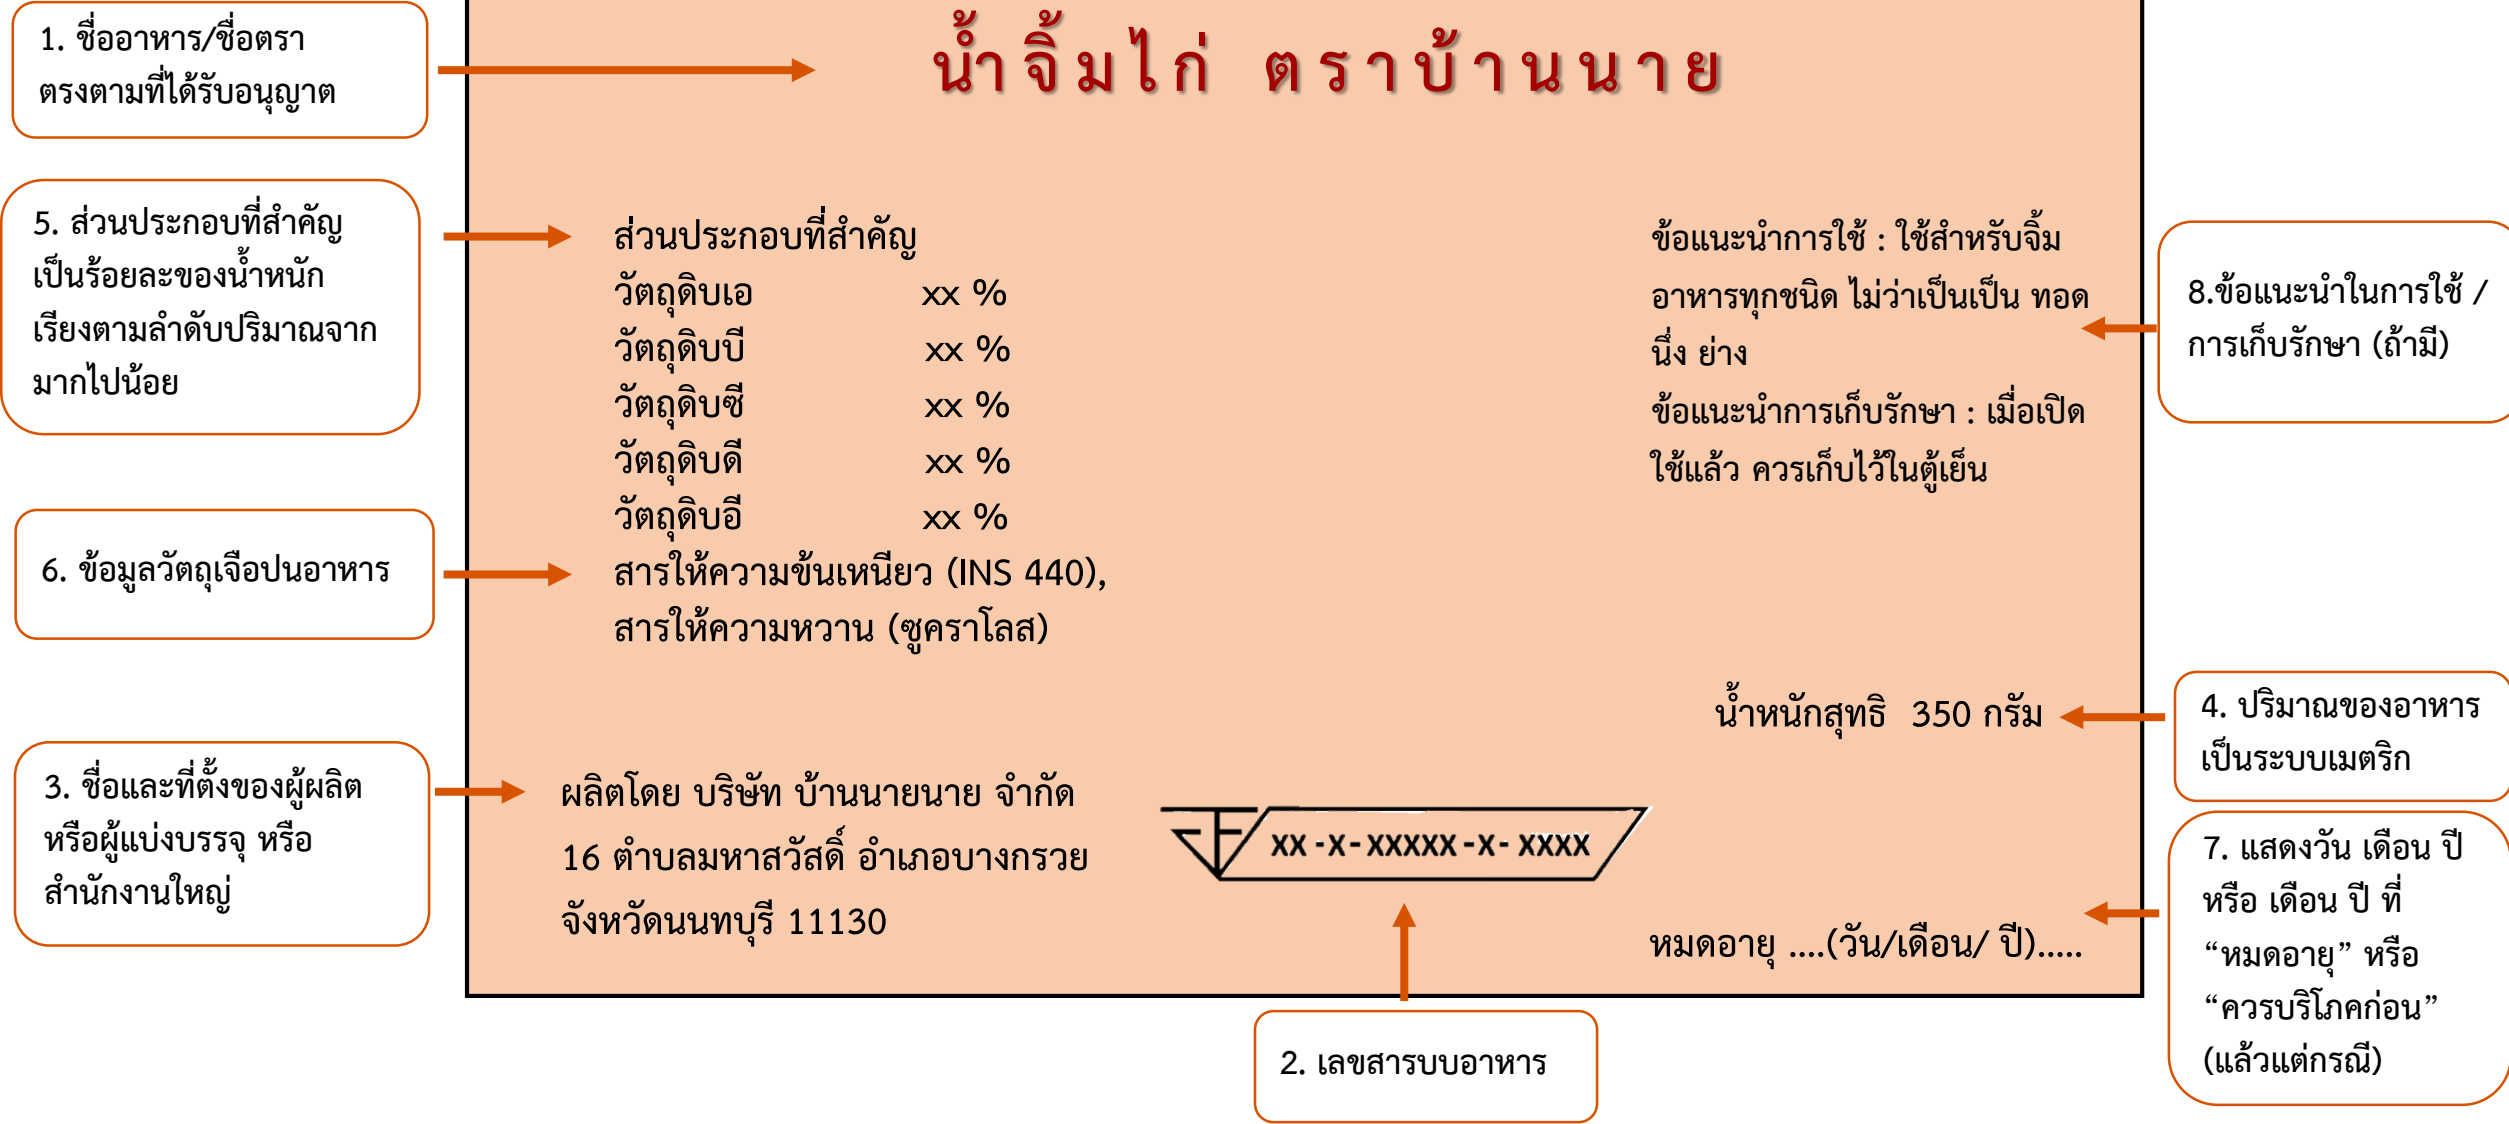 1. ชื่ออาหาร/ชื่อตรา
ตรงตามที่ได้รับอนุญาต
น้ำจิ้มไก่ ตราบ้านนาย
5. ส่วนประกอบที่สำคัญ
เป็นร้อยละของน้ำหนัก
เรียงตามลำดับปริมาณจาก
มากไปน้อย
ส่วนประกอบที่สำคัญ
วัตถุดิบเอ xx %
วัตถุดิบบี xx %
วัตถุดิบซี xx %
วัตถุดิบดี xx %
วัตถุดิบอี xx %
สารให้ความข้นเหนียว (INS 440),
สารให้ความหวาน (ซูคราโลส)
ข้อแนะนำการใช้ : ใช้สำหรับจิ้ม
อาหารทุกชนิด ไม่ว่าเป็นเป็น ทอด
นึ่ง ย่าง
ข้อแนะนำการเก็บรักษา : เมื่อเปิด
ใช้แล้ว ควรเก็บไว้ในตู้เย็น
8.ข้อแนะนำในการใช้ /
การเก็บรักษา (ถ้ามี)
6. ข้อมูลวัตถุเจือปนอาหาร
น้ำหนักสุทธิ 350 กรัม
4. ปริมาณของอาหาร
เป็นระบบเมตริก
3. ชื่อและที่ตั้งของผู้ผลิต
หรือผู้แบ่งบรรจุ หรือ
สำนักงานใหญ่
ผลิตโดย บริษัท บ้านนายนาย จำกัด
16 ตำบลมหาสวัสดิ์ อำเภอบางกรวย
จังหวัดนนทบุรี 11130
XX -X- XXXXX -X- XXXX
หมดอายุ ....(วัน/เดือน/ ปี).....
7. แสดงวัน เดือน ปี
หรือ เดือน ปี ที่
“หมดอายุ” หรือ
“ควรบริโภคก่อน”
(แล้วแต่กรณี)
2. เลขสารบบอาหาร